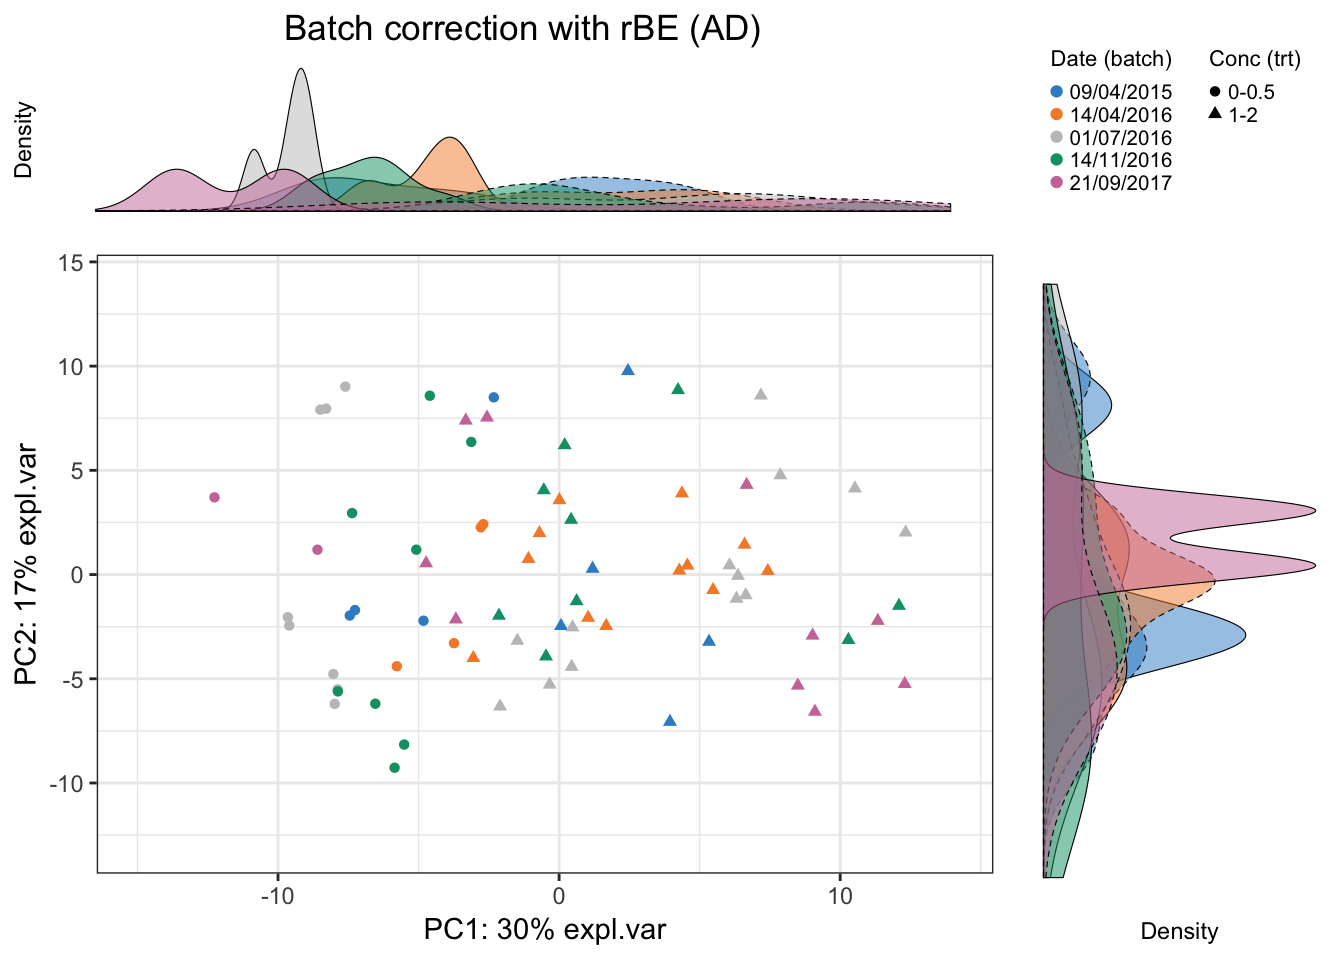 Batch correction with rBE (AD)
Density
Date (batch)
09/04/2015
14/04/2016
01/07/2016
14/11/2016
21/09/2017
Conc (trt)
0-0.5
1-2
15
10
5
0
-5
-10
PC2: 17% expl.var
-10
0
10
PC1: 30% expl.var
Density